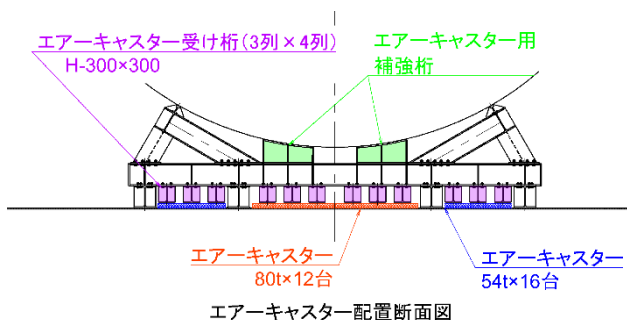 エアーキャスター受け桁(3列×4列)
H-300×300
エアーキャスター用
補強桁
エアーキャスター
80t×12台
エアーキャスター
54t×16台
エアーキャスター配置断面図